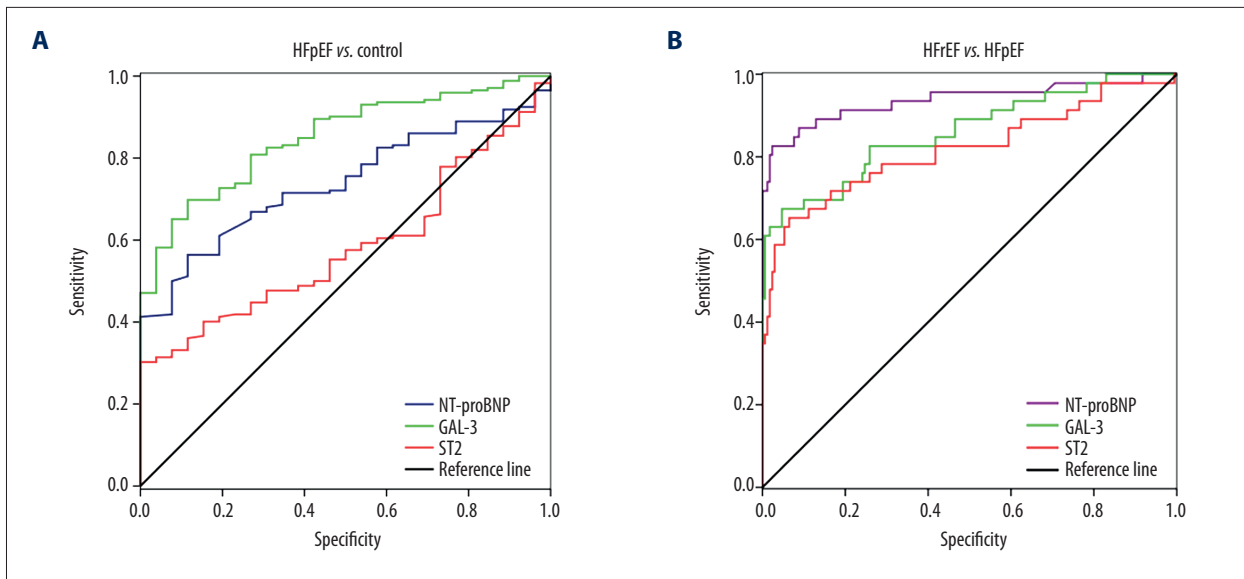 A
HFpEF vs. control
1.0
0.8
0.6
0.4
0.2
0.0
Sensitivity
NT-proBNP
GAL-3
ST2
Reference line
0.0 0.2 0.4 0.6 0.8 1.0
Specificity
B
HFrEF vs. HFpEF
1.0
0.8
0.6
0.4
0.2
0.0
Sensitivity
NT-proBNP
GAL-3
ST2
Reference line
0.0 0.2 0.4 0.6 0.8 1.0
Specificity